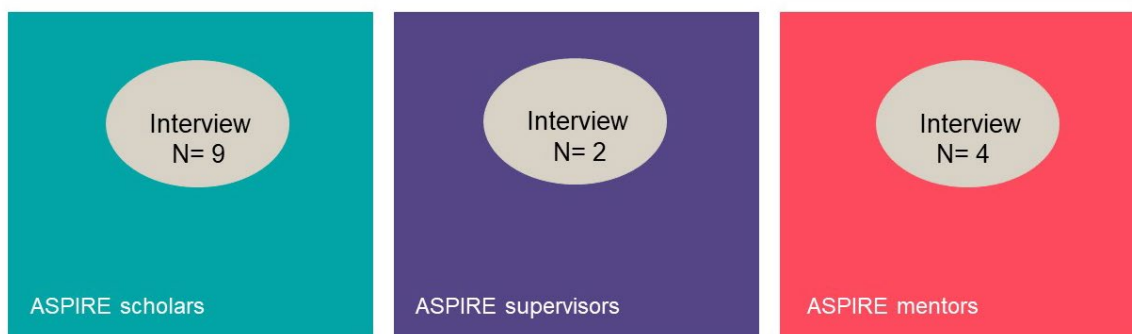 Interview
N= 9
ASPIRE scholars
Interview
N= 2
ASPIRE supervisors
Interview
N= 4
ASPIRE mentors